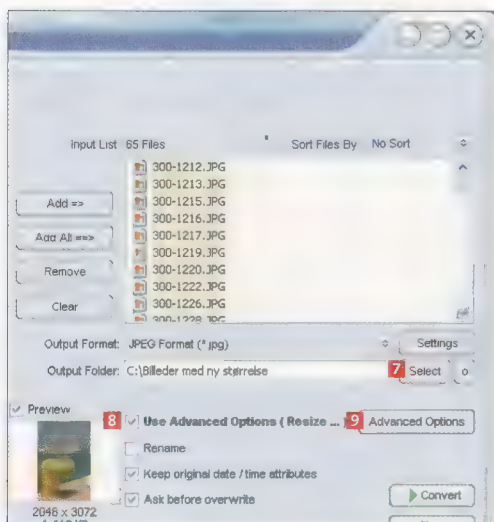 Input List 65 Files Sort Files By No Sort
300-1212.JPG
300-1213.JPG
300-1215.JPG
300-1216.JPG
300-1217.JPG
300-1219.JPG
300-1220.JPG
300-1222.JPG
300-1226.JPG
300-1228.JPG
Add =>
Add All ==>
Remove
Clear
Output Format: JPEG Format (*.jpg) Settings
Output Folder: C:\Billeder med ny størrelse 7 Select
Preview
8 Use Advanced Options ( Resize ... ) 9 Advanced Options
Rename
Keep original date / time attributes
Ask before overwrite Convert
2048 x 3072